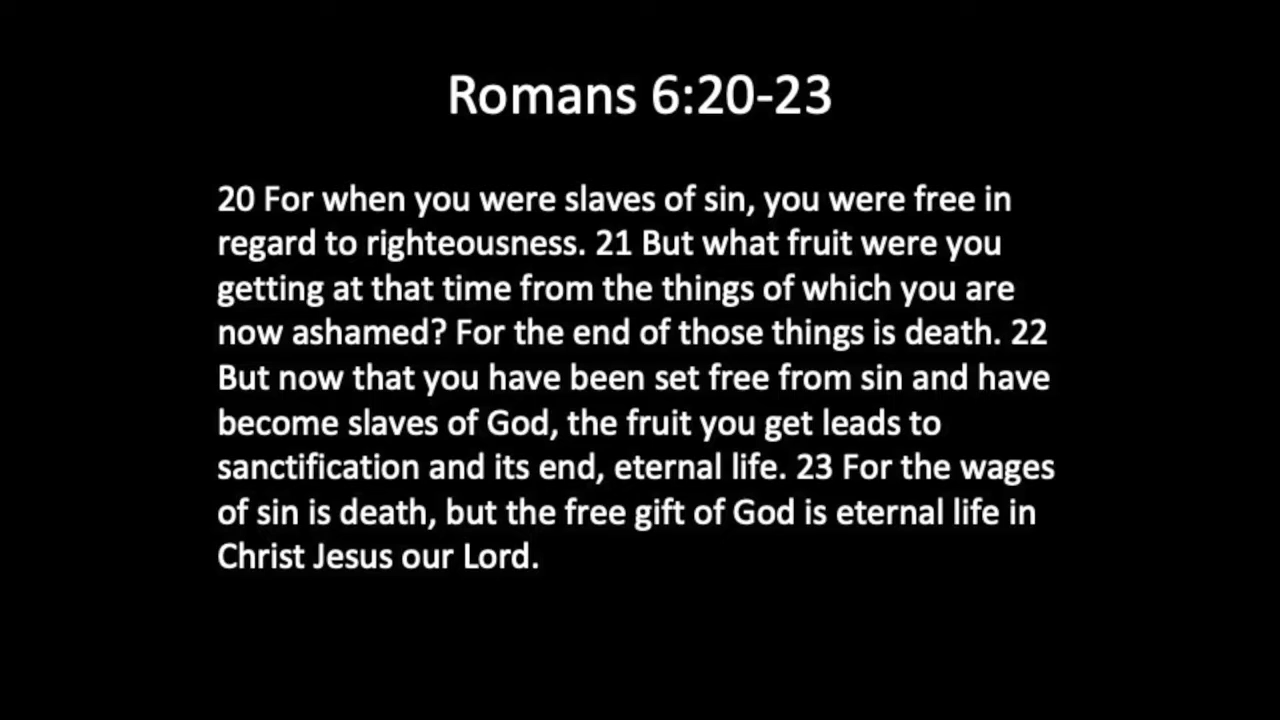 Romans 6:20-23
20 For when you were slaves of sin, you were free in
regard to righteousness. 21 But what fruit were you
getting at that time from the things of which you are
now ashamed? For the end of those things is death. 22
But now that you have been set free from sin and have
become slaves of God, the fruit you get leads to
sanctification and its end, eternal life. 23 For the wages
of sin is death, but the free gift of God is eternal life in
Christ Jesus our Lord.